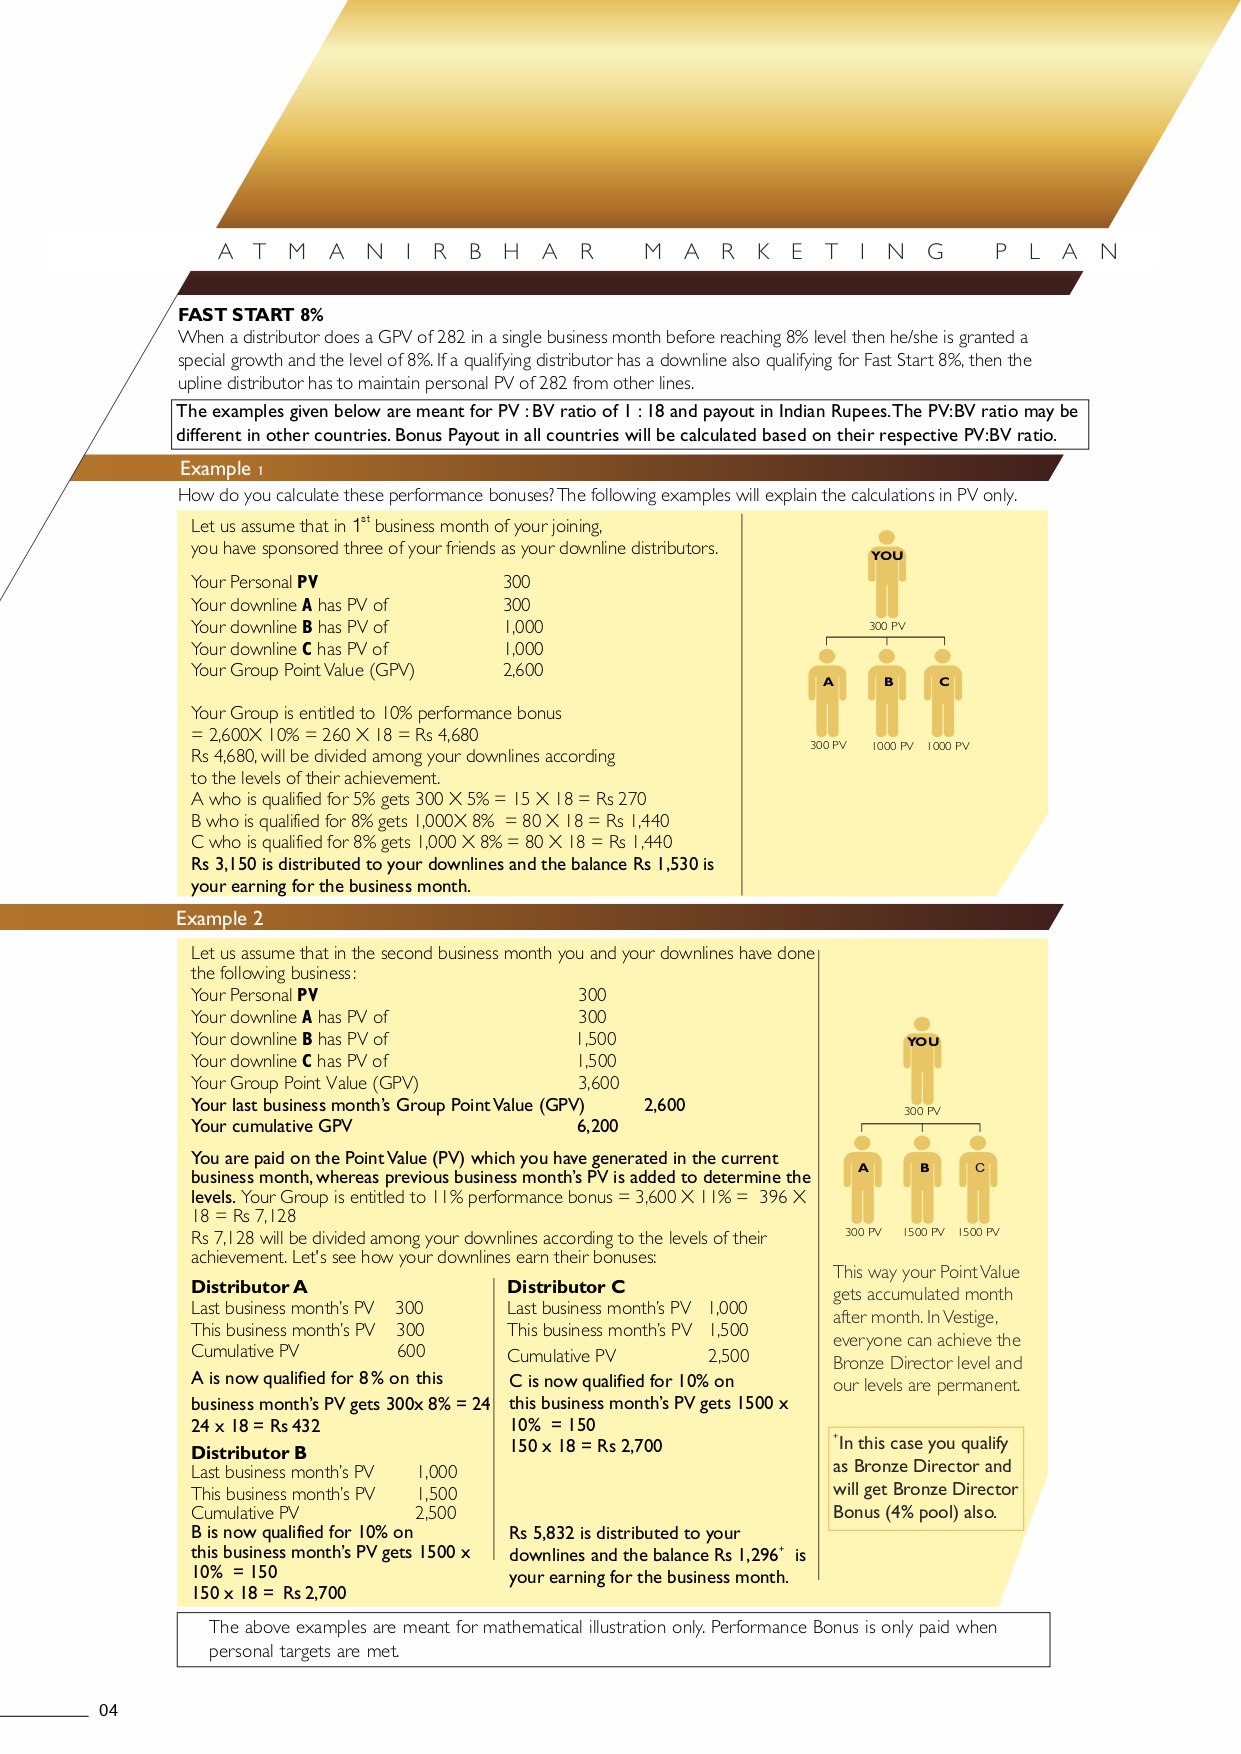 ATMANIRBHAR MARKETING PLAN
FAST START 8%
When a distributor does a GPV of 282 in a single business month before reaching 8% level then he/she is granted a
special growth and the level of 8%. If a qualifying distributor has a downline also qualifying for Fast Start 8%, then the
upline distributor has to maintain personal PV of 282 from other lines.
The examples given below are meant for PV : BV ratio of 1 : 18 and payout in Indian Rupees. The PV:BV ratio may be
different in other countries. Bonus Payout in all countries will be calculated based on their respective PV:BV ratio.
Example 1
How do you calculate these performance bonuses? The following examples will explain the calculations in PV only.
Let us assume that in 1st business month of your joining,
you have sponsored three of your friends as your downline distributors.
Your Personal PV 300
Your downline A has PV of 300
Your downline B has PV of 1,000
Your downline C has PV of 1,000
Your Group Point Value (GPV) 2,600
Your Group is entitled to 10% performance bonus
= 2,600X 10% = 260 X 18 = Rs 4,680
Rs 4,680, will be divided among your downlines according
to the levels of their achievement.
A who is qualified for 5% gets 300 X 5% = 15 X 18 = Rs 270
B who is qualified for 8% gets 1,000X 8% = 80 X 18 = Rs 1,440
C who is qualified for 8% gets 1,000 X 8% = 80 X 18 = Rs 1,440
Rs 3,150 is distributed to your downlines and the balance Rs 1,530 is
your earning for the business month.
YOU
300 PV
A B C
300 PV 1000 PV 1000 PV
Example 2
Let us assume that in the second business month you and your downlines have done
the following business:
Your Personal PV 300
Your downline A has PV of 300
Your downline B has PV of 1,500
Your downline C has PV of 1,500
Your Group Point Value (GPV) 3,600
Your last business month's Group Point Value (GPV) 2,600
Your cumulative GPV 6,200
You are paid on the Point Value (PV) which you have generated in the current
business month, whereas previous business month's PV is added to determine the
levels. Your Group is entitled to 11% performance bonus = 3,600 X 11% = 396 X
18 = Rs 7,128
Rs 7,128 will be divided among your downlines according to the levels of their
achievement. Let's see how your downlines earn their bonuses:
Distributor A
Last business month's PV 300
This business month's PV 300
Cumulative PV 600
A is now qualified for 8% on this
business month's PV gets 300x 8% = 24
24 x 18 = Rs 432
Distributor B
Last business month's PV 1,000
This business month's PV 1,500
Cumulative PV 2,500
B is now qualified for 10% on
this business month's PV gets 1500 x
10% = 150
150 x 18 = Rs 2,700
Distributor C
Last business month's PV 1,000
This business month's PV 1,500
Cumulative PV 2,500
C is now qualified for 10% on
this business month's PV gets 1500 x
10% = 150
150 x 18 = Rs 2,700
Rs 5,832 is distributed to your
downlines and the balance Rs 1,296+ is
your earning for the business month.
YOU
300 PV
A B C
300 PV 1500 PV 1500 PV
This way your Point Value
gets accumulated month
after month. In Vestige,
everyone can achieve the
Bronze Director level and
our levels are permanent.
+In this case you qualify
as Bronze Director and
will get Bronze Director
Bonus (4% pool) also.
The above examples are meant for mathematical illustration only. Performance Bonus is only paid when
personal targets are met.
04